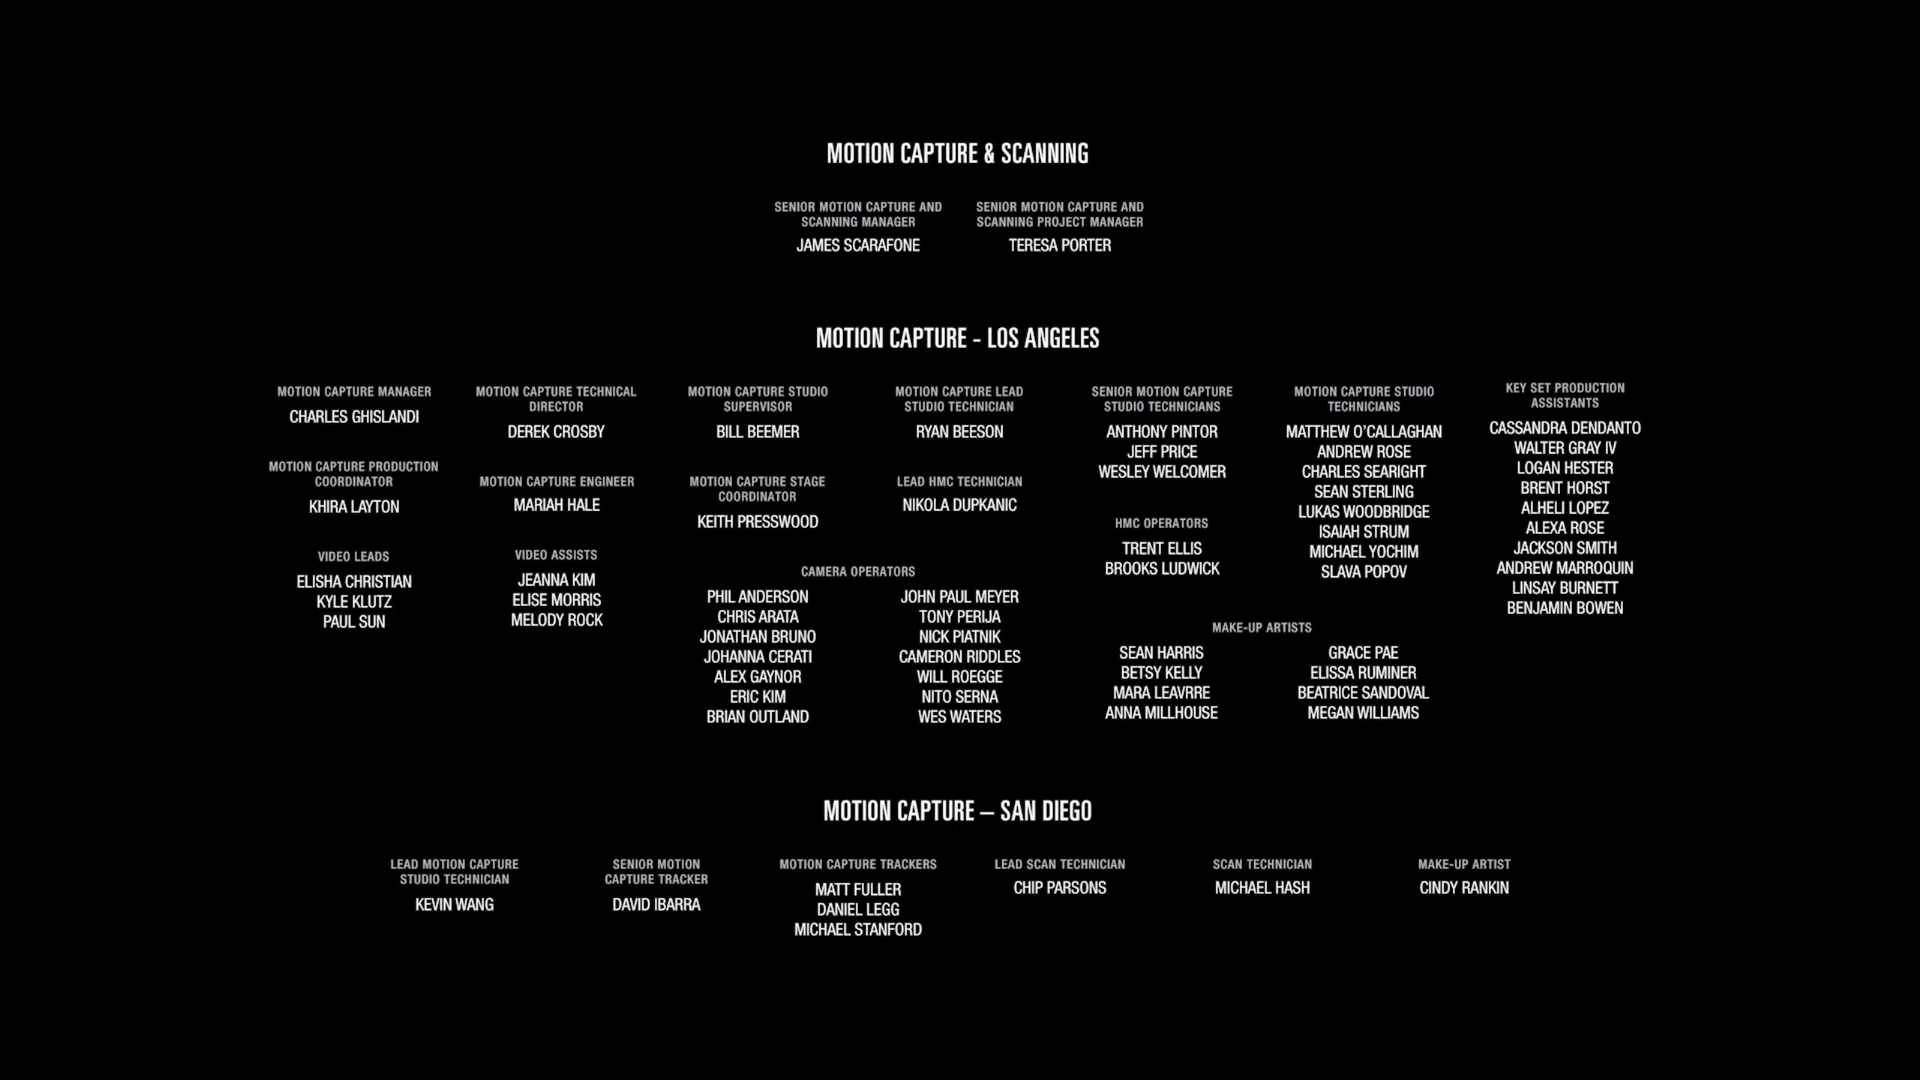 MOTION CAPTURE & SCANNING
SENIOR MOTION CAPTURE AND
SCANNING MANAGER
JAMES SCARAFONE
SENIOR MOTION CAPTURE AND
SCANNING PROJECT MANAGER
TERESA PORTER
MOTION CAPTURE - LOS ANGELES
MOTION CAPTURE MANAGER
CHARLES GHISLANDI
MOTION CAPTURE PRODUCTION
COORDINATOR
KHIRA LAYTON
VIDEO LEADS
ELISHA CHRISTIAN
KYLE KLUTZ
PAUL SUN
MOTION CAPTURE TECHNICAL
DIRECTOR
DEREK CROSBY
MOTION CAPTURE ENGINEER
MARIAH HALE
VIDEO ASSISTS
JEANNA KIM
ELISE MORRIS
MELODY ROCK
MOTION CAPTURE STUDIO
SUPERVISOR
BILL BEEMER
MOTION CAPTURE STAGE
COORDINATOR
KEITH PRESSWOOD
MOTION CAPTURE LEAD
STUDIO TECHNICIAN
RYAN BEESON
LEAD HMC TECHNICIAN
NIKOLA DUPKANIC
CAMERA OPERATORS
PHIL ANDERSON
CHRIS ARATA
JONATHAN BRUNO
JOHANNA CERATI
ALEX GAYNOR
ERIC KIM
BRIAN OUTLAND
JOHN PAUL MEYER
TONY PERIJA
NICK PIATNIK
CAMERON RIDDLES
WILL ROEGGE
NITO SERNA
WES WATERS
SENIOR MOTION CAPTURE
STUDIO TECHNICIANS
ANTHONY PINTOR
JEFF PRICE
WESLEY WELCOMER
HMC OPERATORS
TRENT ELLIS
BROOKS LUDWICK
MOTION CAPTURE STUDIO
TECHNICIANS
MATTHEW O'CALLAGHAN
ANDREW ROSE
CHARLES SEARIGHT
SEAN STERLING
LUKAS WOODBRIDGE
ISAIAH STRUM
MICHAEL YOCHIM
SLAVA POPOV
MAKE-UP ARTISTS
SEAN HARRIS
BETSY KELLY
MARA LEAVRRE
ANNA MILLHOUSE
GRACE PAE
ELISSA RUMINER
BEATRICE SANDOVAL
MEGAN WILLIAMS
KEY SET PRODUCTION
ASSISTANTS
CASSANDRA DENDANTO
WALTER GRAY IV
LOGAN HESTER
BRENT HORST
ALHELI LOPEZ
ALEXA ROSE
JACKSON SMITH
ANDREW MARROQUIN
LINSAY BURNETT
BENJAMIN BOWEN
MOTION CAPTURE – SAN DIEGO
LEAD MOTION CAPTURE
STUDIO TECHNICIAN
KEVIN WANG
SENIOR MOTION
CAPTURE TRACKER
DAVID IBARRA
MOTION CAPTURE TRACKERS
MATT FULLER
DANIEL LEGG
MICHAEL STANFORD
LEAD SCAN TECHNICIAN
CHIP PARSONS
SCAN TECHNICIAN
MICHAEL HASH
MAKE-UP ARTIST
CINDY RANKIN